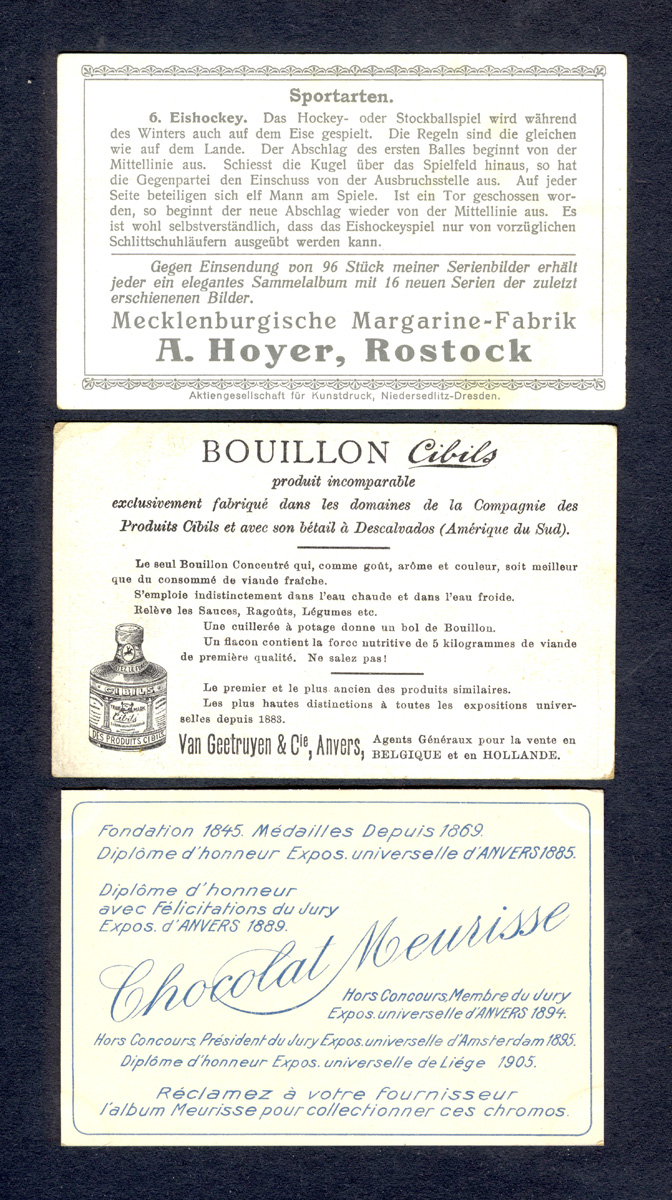 Sportarten.
6. Eishockey. Das Hockey- oder Stockballspiel wird während
des Winters auch auf dem Eise gespielt. Die Regeln sind die gleichen
wie auf dem Lande. Der Abschlag des ersten Balles beginnt von der
Mittellinie aus. Schiesst die Kugel über das Spielfeld hinaus, so hat
die Gegenpartei den Einschuss von der Ausbruchsstelle aus. Auf jeder
Seite beteiligen sich elf Mann am Spiele. Ist ein Tor geschossen wor-
den, so beginnt der neue Abschlag wieder von der Mittellinie aus. Es
ist wohl selbstverständlich, dass das Eishockeyspiel nur von vorzüglichen
Schlittschuhläufern ausgeübt werden kann.
Gegen Einsendung von 96 Stück meiner Serienbilder erhält
jeder ein elegantes Sammelalbum mit 16 neuen Serien der zuletzt
erschienenen Bilder.
Mecklenburgische Margarine-Fabrik
A. Hoyer, Rostock
Aktiengesellschaft für Kunstdruck, Niedersedlitz-Dresden.
BOUILLON Cibils
produit incomparable
exclusivement fabriqué dans les domaines de la Compagnie des
Produits Cibils et avec son bétail à Descalvados (Amérique du Sud).
Le seul Bouillon Concentré qui, comme goût, arôme et couleur, soit meilleur
que du consommé de viande fraîche.
S'emploie indistinctement dans l'eau chaude et dans l'eau froide.
Relève les Sauces, Ragoûts, Légumes etc.
Une cuillerée à potage donne un bol de Bouillon.
Un flacon contient la force nutritive de 5 kilogrammes de viande
de première qualité. Ne salez pas!
Le premier et le plus ancien des produits similaires.
Les plus hautes distinctions à toutes les expositions univer-
selles depuis 1883.
CIBILS
TRADE MARK
Cibils
DES PRODUITS CIBILS
Van Geetruyen & Cie, Anvers, Agents Généraux pour la vente en
BELGIQUE et en HOLLANDE.
Fondation 1845. Médailles Depuis 1869.
Diplôme d'honneur Expos. universelle d'ANVERS 1885.
Diplôme d'honneur
avec Félicitations du Jury
Expos. d'ANVERS 1889.
Chocolat Meurisse
Hors Concours, Membre du Jury
Expos. universelle d'ANVERS 1894.
Hors Concours, Président du Jury Expos. universelle d'Amsterdam 1895.
Diplôme d'honneur Expos. universelle de Liége 1905.
Réclamez à votre fournisseur
l'album Meurisse pour collectionner ces chromos.